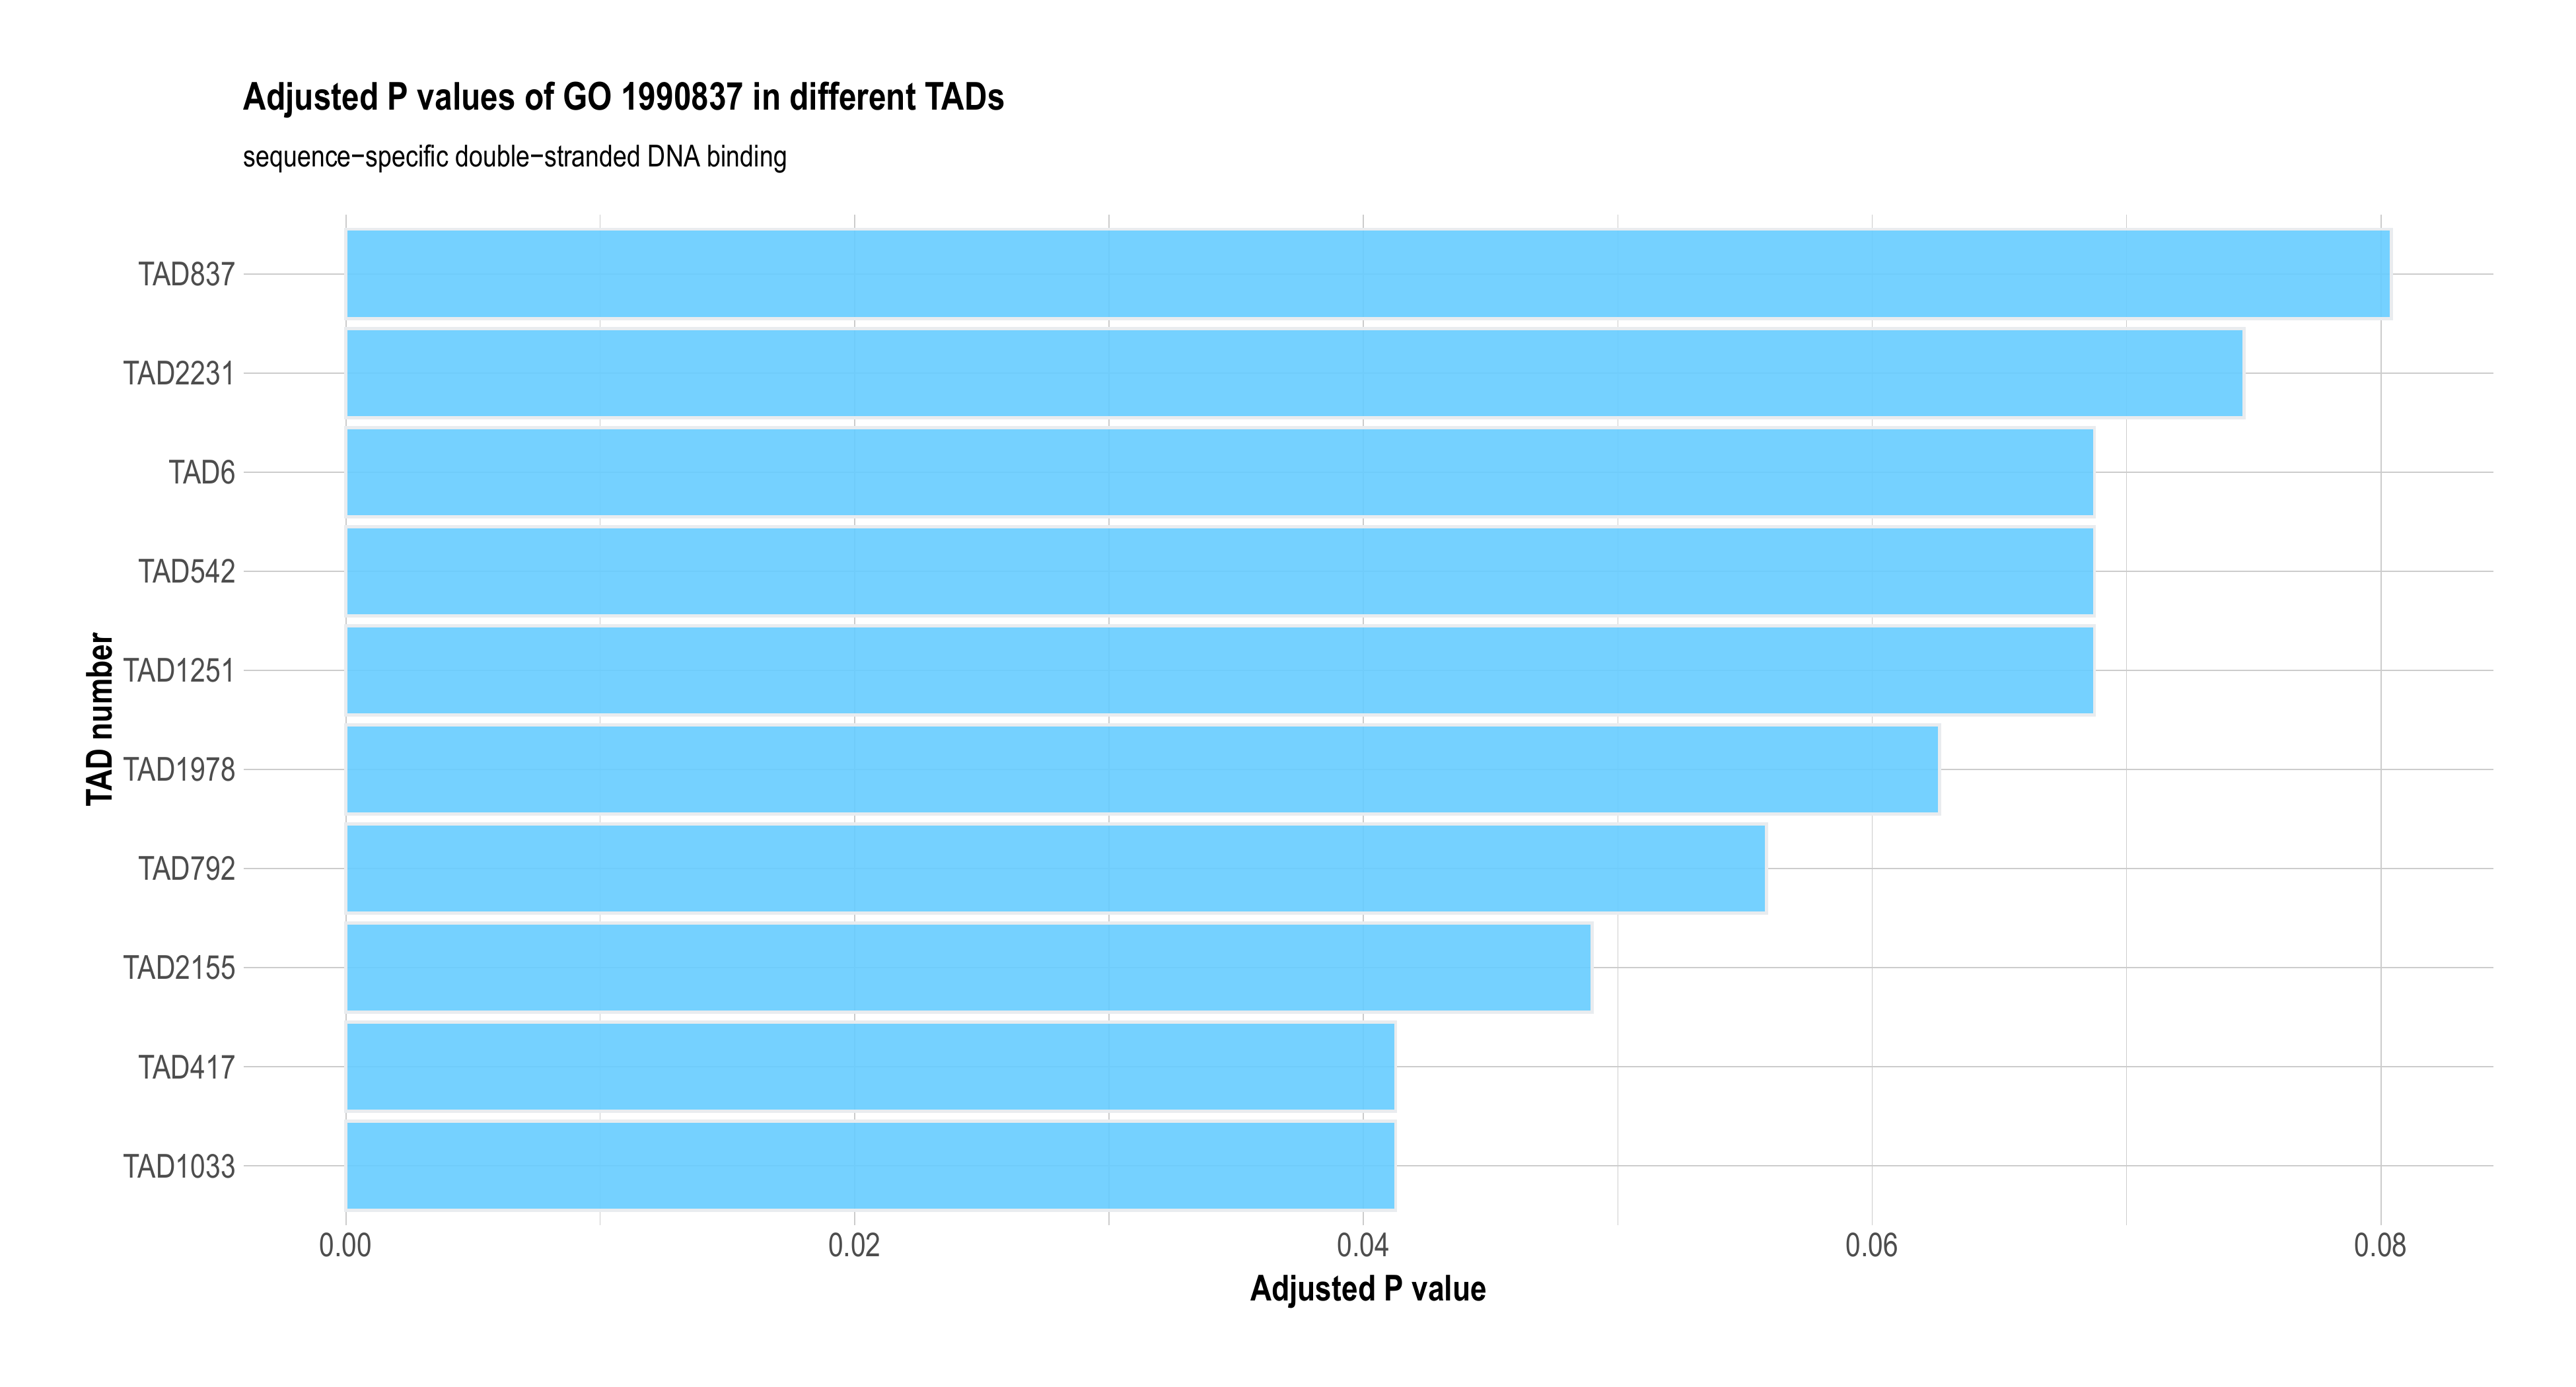 Adjusted P values of GO 1990837 in different TADs
sequence−specific double−stranded DNA binding
TAD837
TAD2231
TAD6
TAD542
TAD1251
TAD1978
TAD792
TAD2155
TAD417
TAD1033
TAD number
0.00 0.02 0.04 0.06 0.08
Adjusted P value